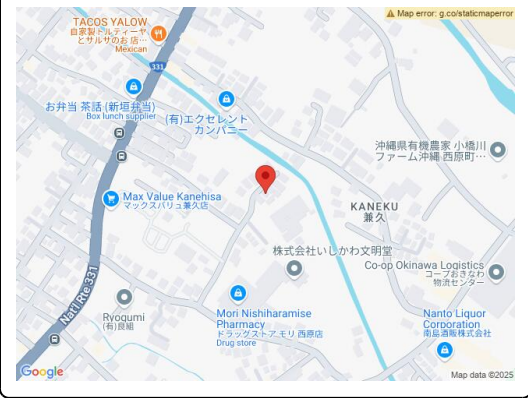 Map error: g.co/staticmaperror
TACOS YALOW
自家製トルティーヤ
とサルサのお店…
Mexican
331
お弁当 茶話 (新垣弁当)
Box lunch supplier
(有)エクセレント
カンパニー
沖縄県有機農家 小橋川
ファーム沖縄 西原町…
Max Value Kanehisa
マックスバリュ兼久店
KANEKU
兼久
株式会社いしかわ文明堂
Co-op Okinawa Logistics
コープおきなわ
物流センター
Nat'l Rte 331
Ryogumi
(有)良組
Mori Nishiharamise
Pharmacy
ドラッグストアモリ 西原店
Drug store
Nanto Liquor
Corporation
南島酒販株式会社
Google
Map data ©2025